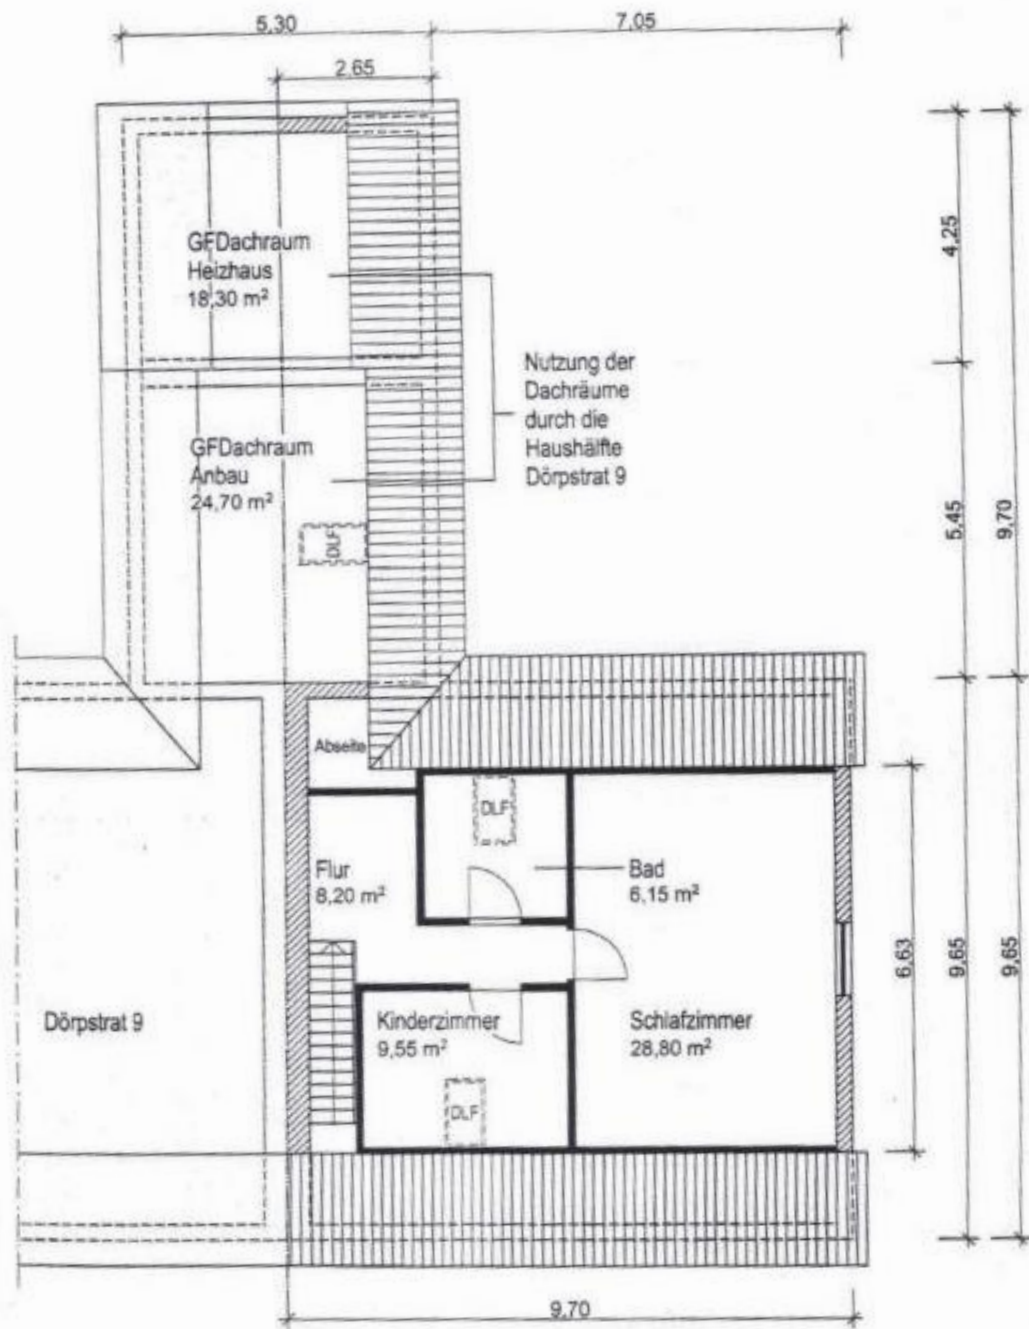 5,30
7,05
2,65
4,25
GFDachraum
Heizhaus
18,30 m²
Nutzung der
Dachräume
durch die
Haushälfte
Dörpstrat 9
GFDachraum
Anbau
24,70 m²
DLF
5,45
9,70
Abseite
DLF
Flur
8,20 m²
Bad
6,15 m²
6,63
9,65
9,65
Dörpstrat 9
Kinderzimmer
9,55 m²
Schlafzimmer
28,80 m²
DLF
9,70